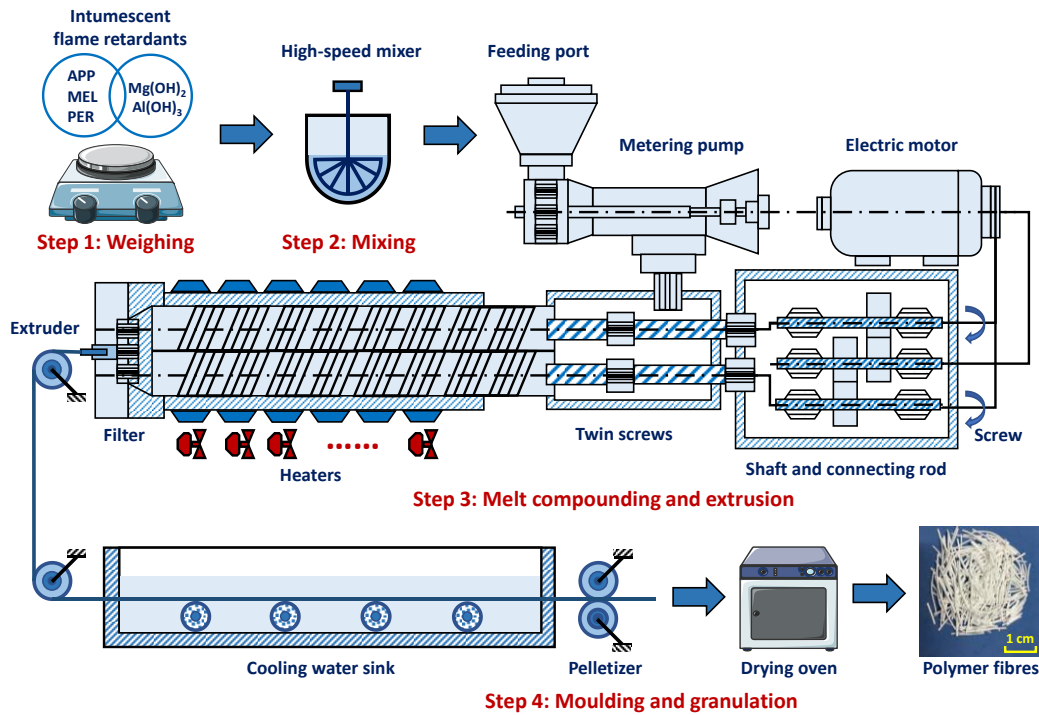 Intumescent
flame retardants
APP
MEL
PER
Mg(OH)₂
Al(OH)₃
Step 1: Weighing
High-speed mixer
Step 2: Mixing
Feeding port
Metering pump
Electric motor
Extruder
Filter
Heaters
Twin screws
Screw
Shaft and connecting rod
Step 3: Melt compounding and extrusion
Cooling water sink
Pelletizer
Drying oven
1 cm
Polymer fibres
Step 4: Moulding and granulation